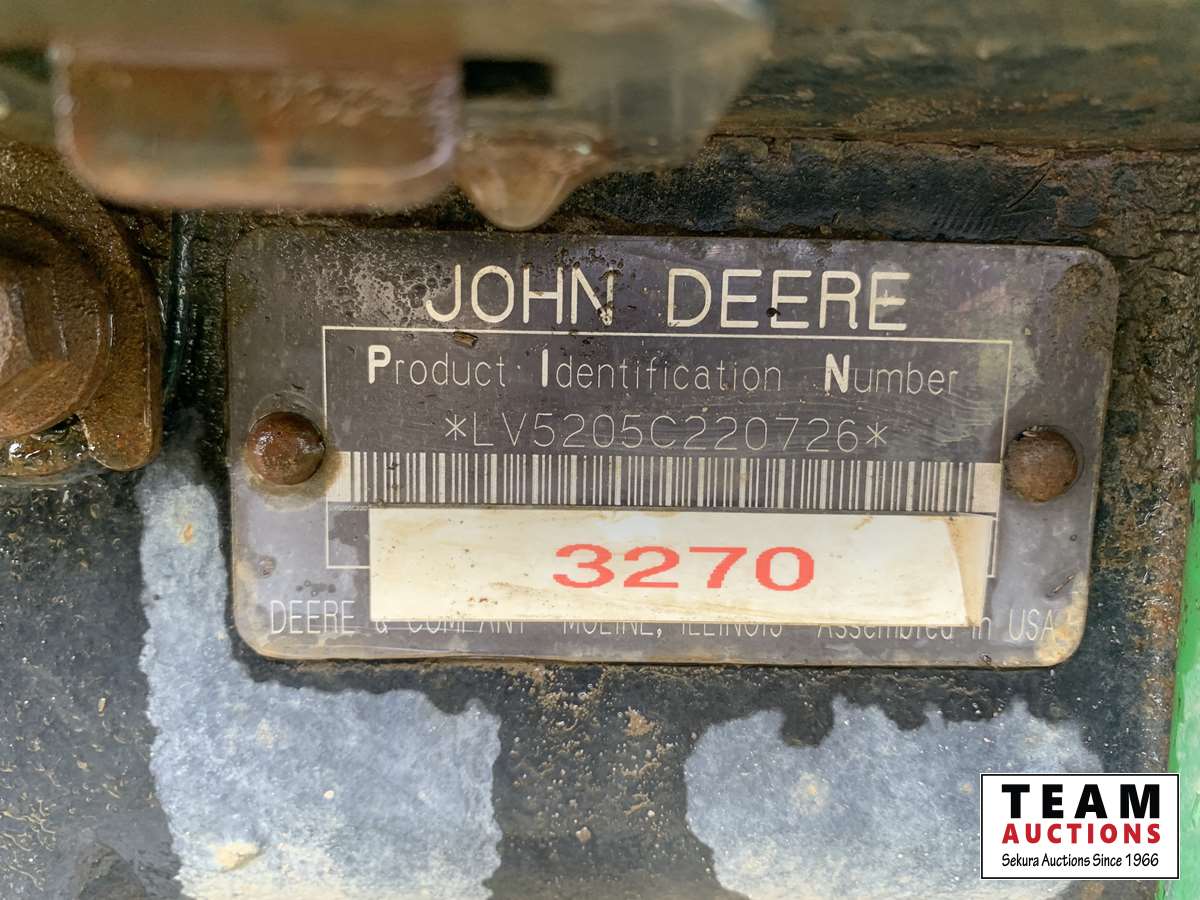 JOHN DEERE
Product Identification Number
*LV5205C220726*
3270
DEERE & COMPANY MOLINE, ILLINOIS Assembled in USA
TEAM
AUCTIONS
Sekura Auctions Since 1966